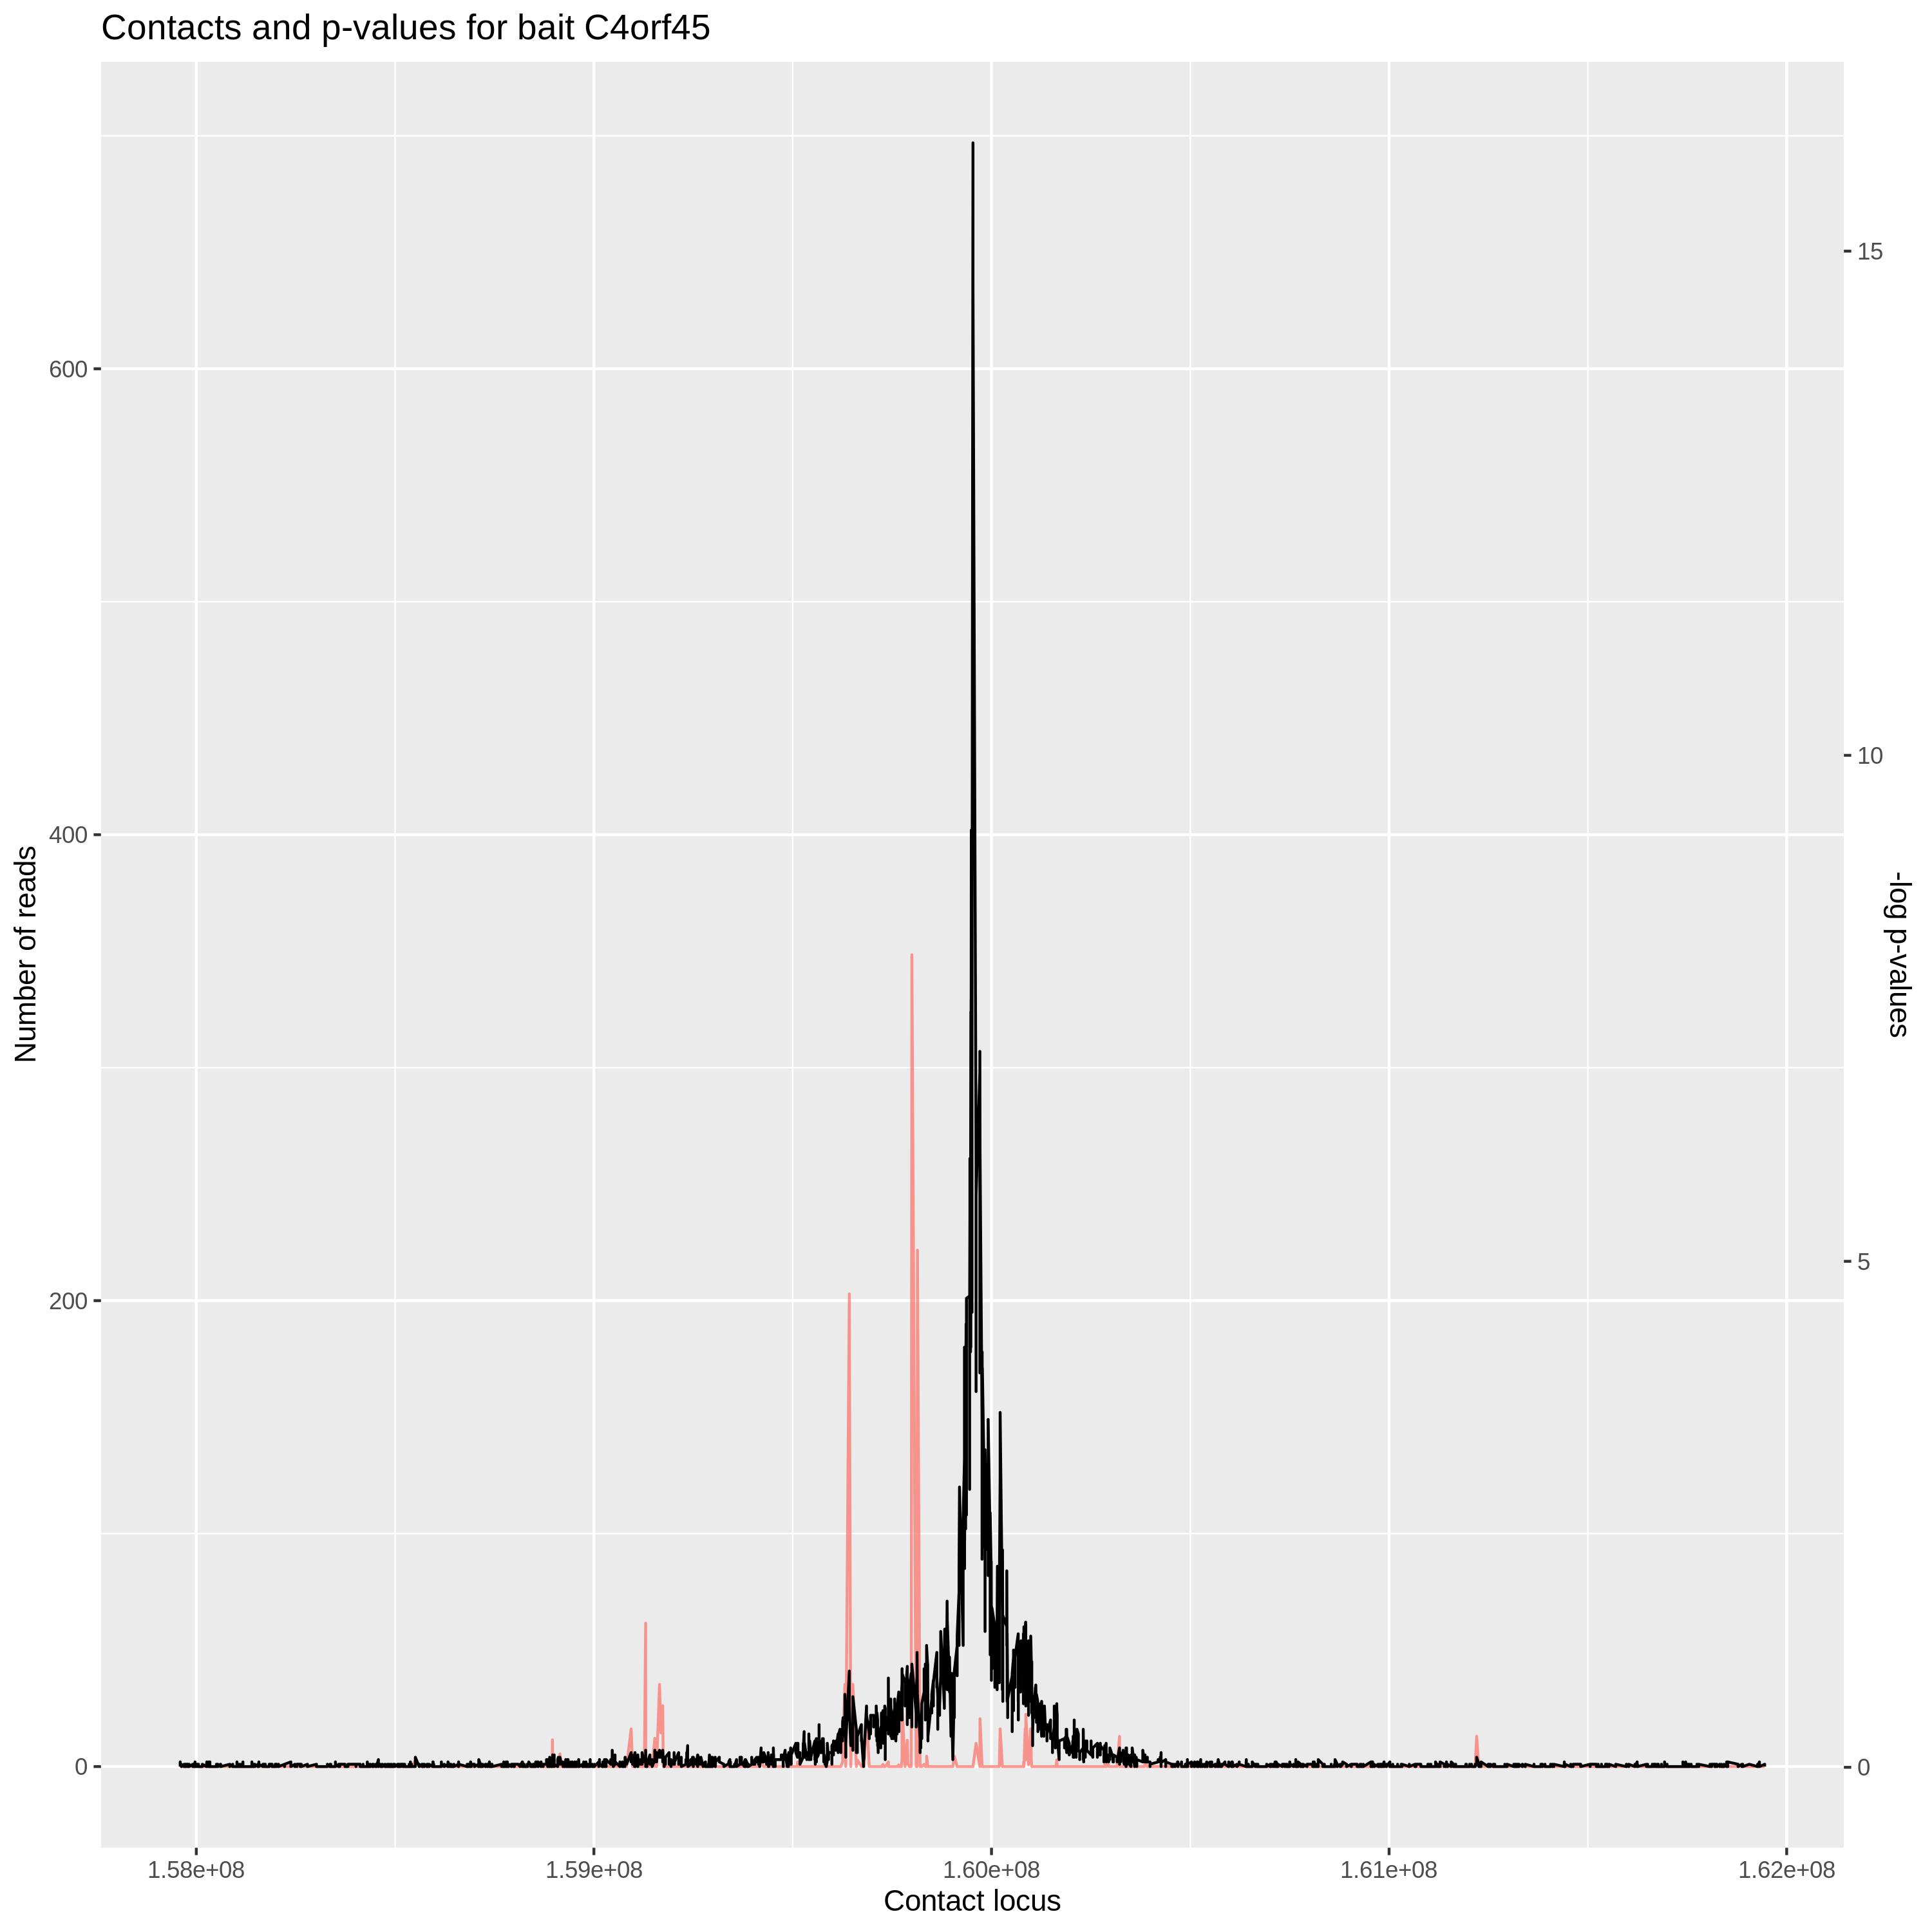 Contacts and p-values for bait C4orf45
Number of reads
600
400
200
0
15
10
5
0
-log p-values
1.58e+08 1.59e+08 1.60e+08 1.61e+08 1.62e+08
Contact locus